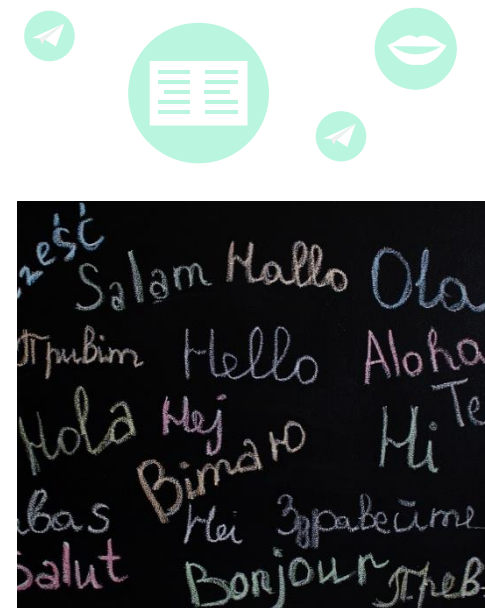 Salam Hallo Ola
Привіт Hello Aloha
Hola Hej Hi
Вітаю
Hei Здравейте
Salut Bonjour